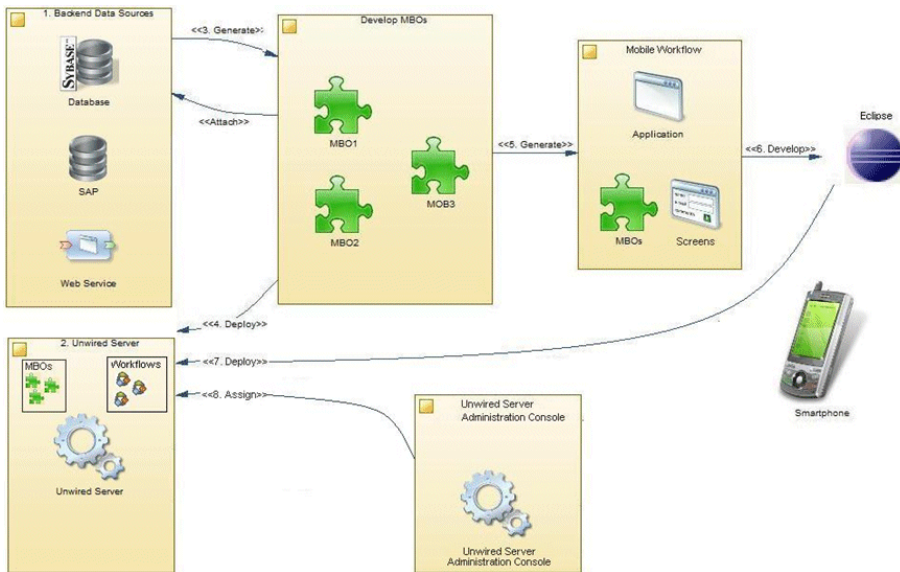 1. Backend Data Sources
SYBASE
Database
SAP
Web Service
<<3. Generate>>
<<Attach>>
Develop MBOs
MBO1
MOB3
MBO2
<<5. Generate>>
Mobile Workflow
Application
MBOs
Screens
<<6. Develop>>
Eclipse
<<4. Deploy>>
<<7. Deploy>>
<<8. Assign>>
2. Unwired Server
MBOs
Workflows
Unwired Server
Unwired Server
Administration Console
Unwired Server
Administration Console
Smartphone